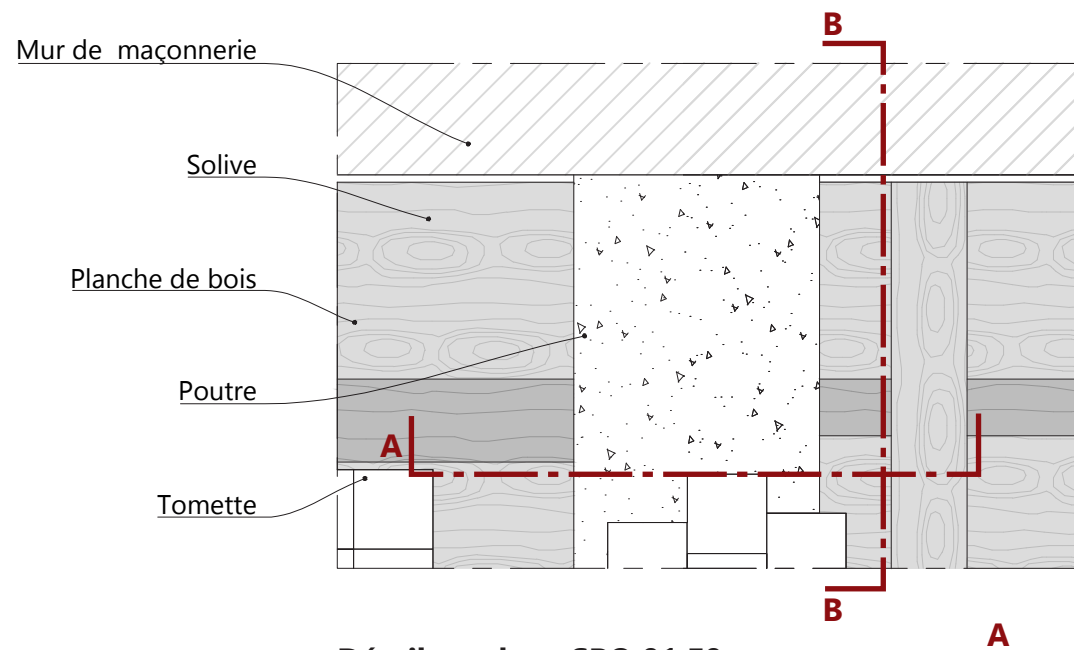 B
Mur de maçonnerie
Solive
Planche de bois
Poutre
A
Tomette
B
A